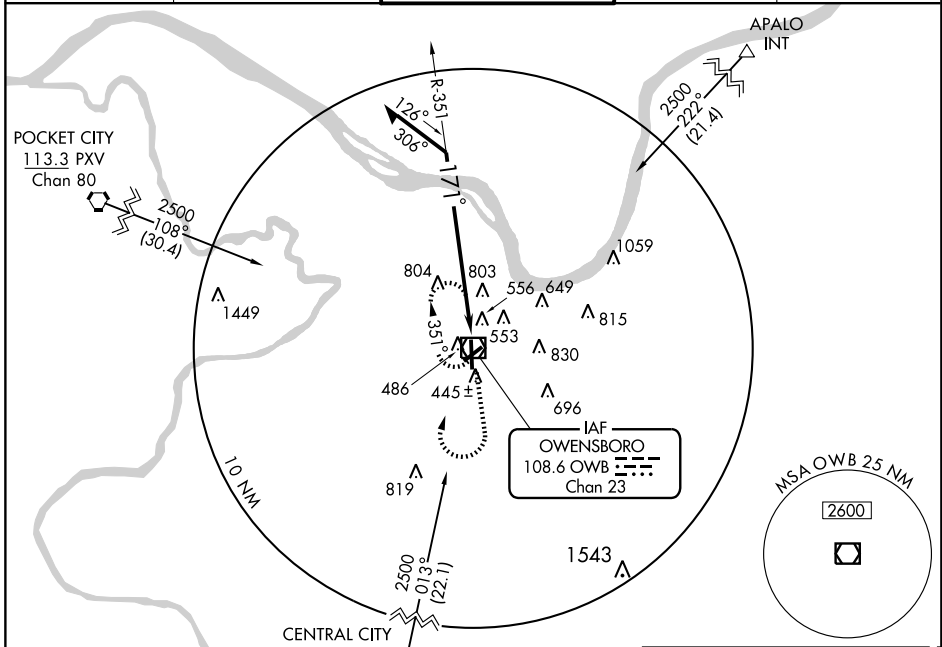 APALO
INT
2500
222°
(21.4)
R-351
126°
306°
171°
POCKET CITY
113.3 PXV
Chan 80
2500
108°
(30.4)
1059
804
803
556
649
1449
815
553
351°
830
486
445±
696
IAF
OWENSBORO
108.6 OWB
Chan 23
10 NM
819
MSA OWB 25 NM
2600
2500
013°
(22.1)
1543
CENTRAL CITY